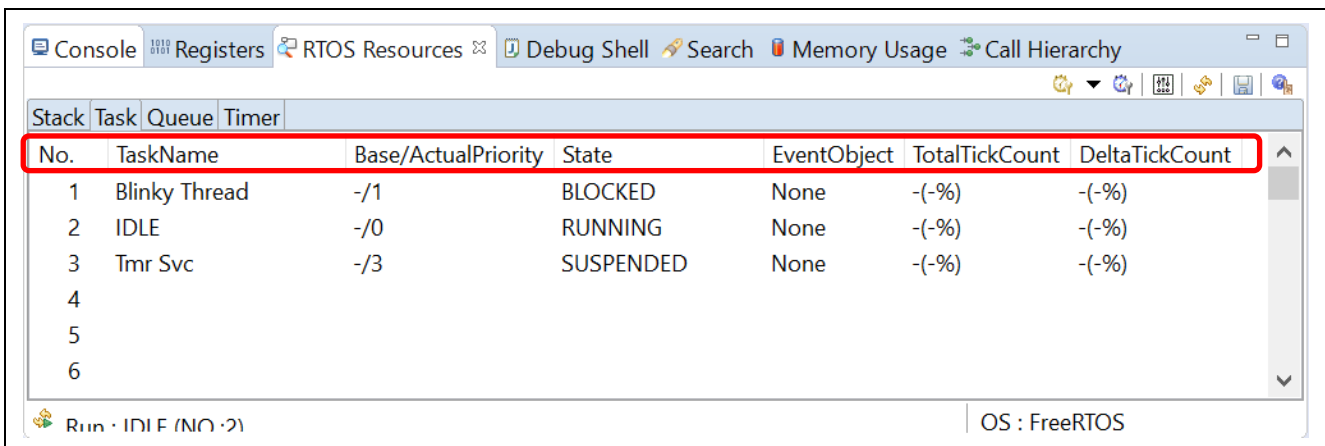 Console Registers RTOS Resources Debug Shell Search Memory Usage Call Hierarchy
Stack Task Queue Timer
No. TaskName Base/ActualPriority State EventObject TotalTickCount DeltaTickCount
1 Blinky Thread -/1 BLOCKED None -(-%) -(-%)
2 IDLE -/0 RUNNING None -(-%) -(-%)
3 Tmr Svc -/3 SUSPENDED None -(-%) -(-%)
4
5
6
Run : IDLE (NO.:2) OS : FreeRTOS